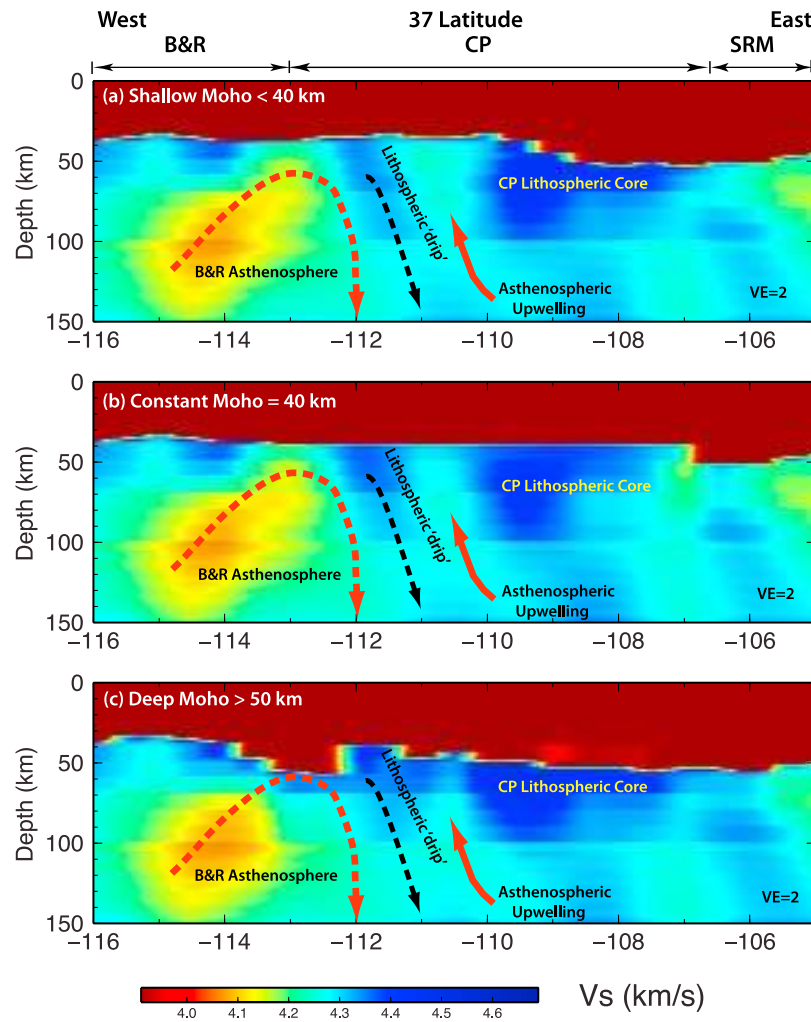 West 37 Latitude East
B&R CP SRM
(a) Shallow Moho < 40 km
0
50
100
150
Depth (km)
Lithospheric 'drip'
CP Lithospheric Core
B&R Asthenosphere
Asthenospheric
Upwelling
VE=2
−116 −114 −112 −110 −108 −106
(b) Constant Moho = 40 km
0
50
100
150
Depth (km)
Lithospheric 'drip'
CP Lithospheric Core
B&R Asthenosphere
Asthenospheric
Upwelling
VE=2
−116 −114 −112 −110 −108 −106
(c) Deep Moho > 50 km
0
50
100
150
Depth (km)
Lithospheric 'drip'
CP Lithospheric Core
B&R Asthenosphere
Asthenospheric
Upwelling
VE=2
−116 −114 −112 −110 −108 −106
4.0 4.1 4.2 4.3 4.4 4.5 4.6
Vs (km/s)